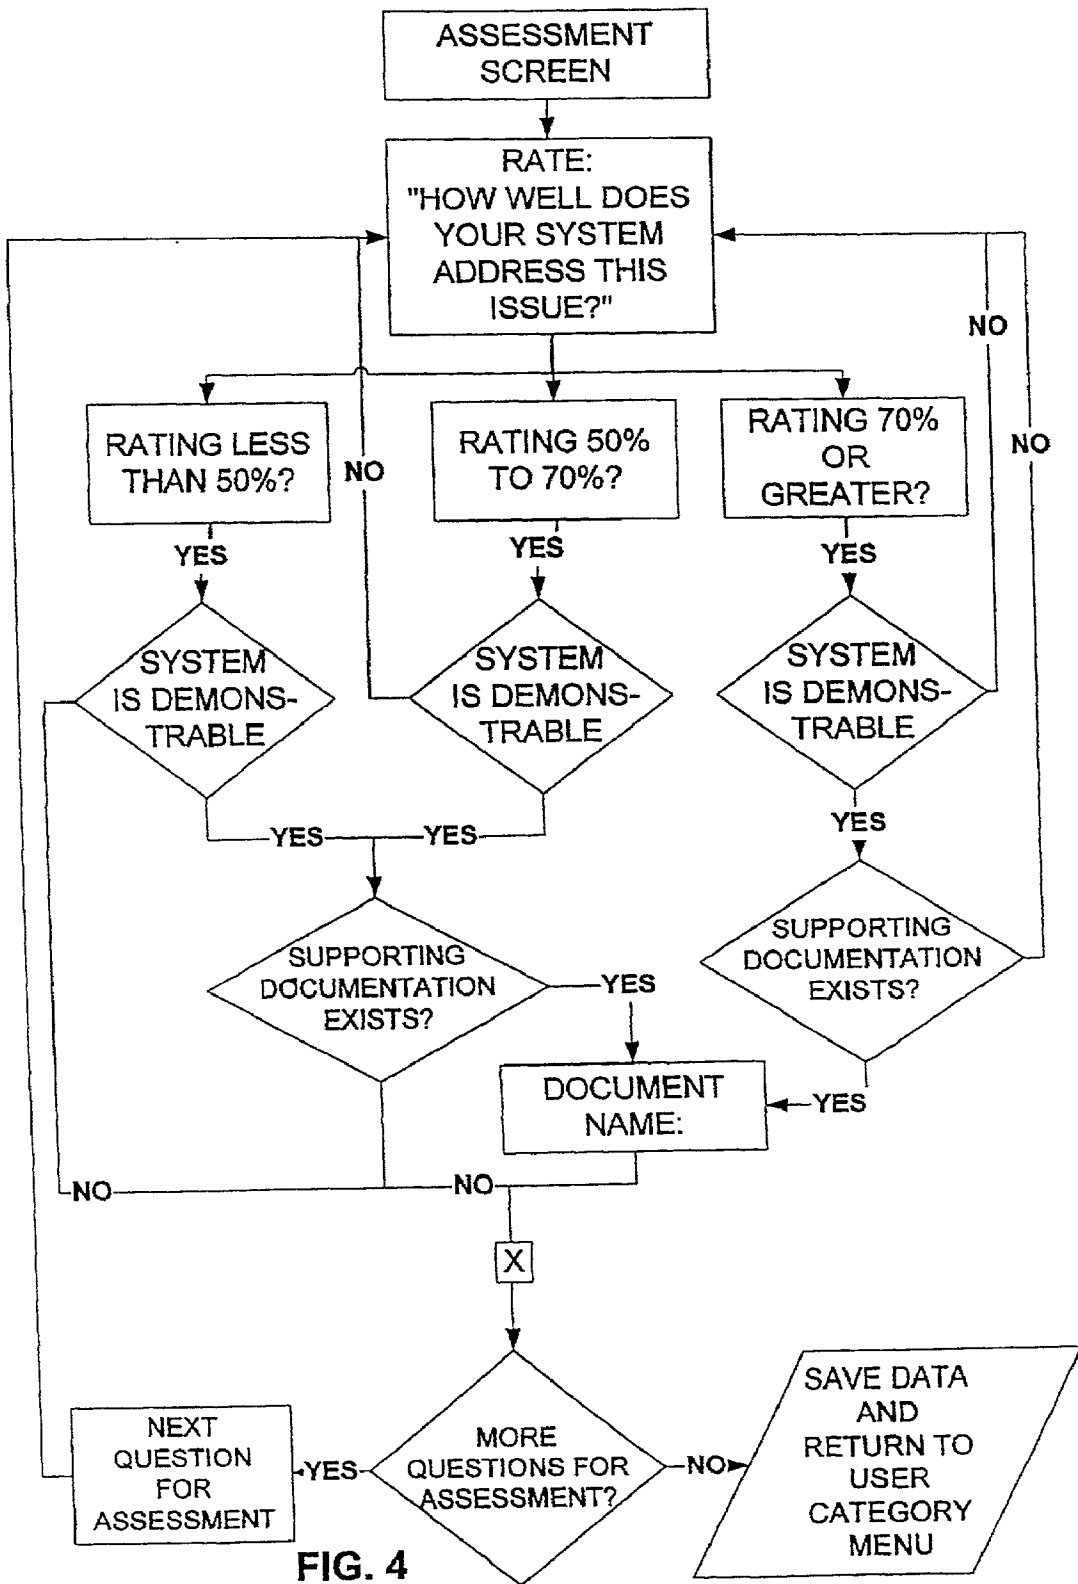 ASSESSMENT
SCREEN
RATE:
"HOW WELL DOES
YOUR SYSTEM
ADDRESS THIS
ISSUE?"
NO
NO
RATING LESS
THAN 50%?
NO
RATING 50%
TO 70%?
RATING 70%
OR
GREATER?
YES
YES
YES
SYSTEM
IS DEMONS-
TRABLE
SYSTEM
IS DEMONS-
TRABLE
SYSTEM
IS DEMONS-
TRABLE
YES
YES
YES
SUPPORTING
DOCUMENTATION
EXISTS?
SUPPORTING
DOCUMENTATION
EXISTS?
YES
DOCUMENT
NAME:
YES
NO
NO
X
MORE
QUESTIONS FOR
ASSESSMENT?
YES
NEXT
QUESTION
FOR
ASSESSMENT
NO
SAVE DATA
AND
RETURN TO
USER
CATEGORY
MENU
FIG. 4